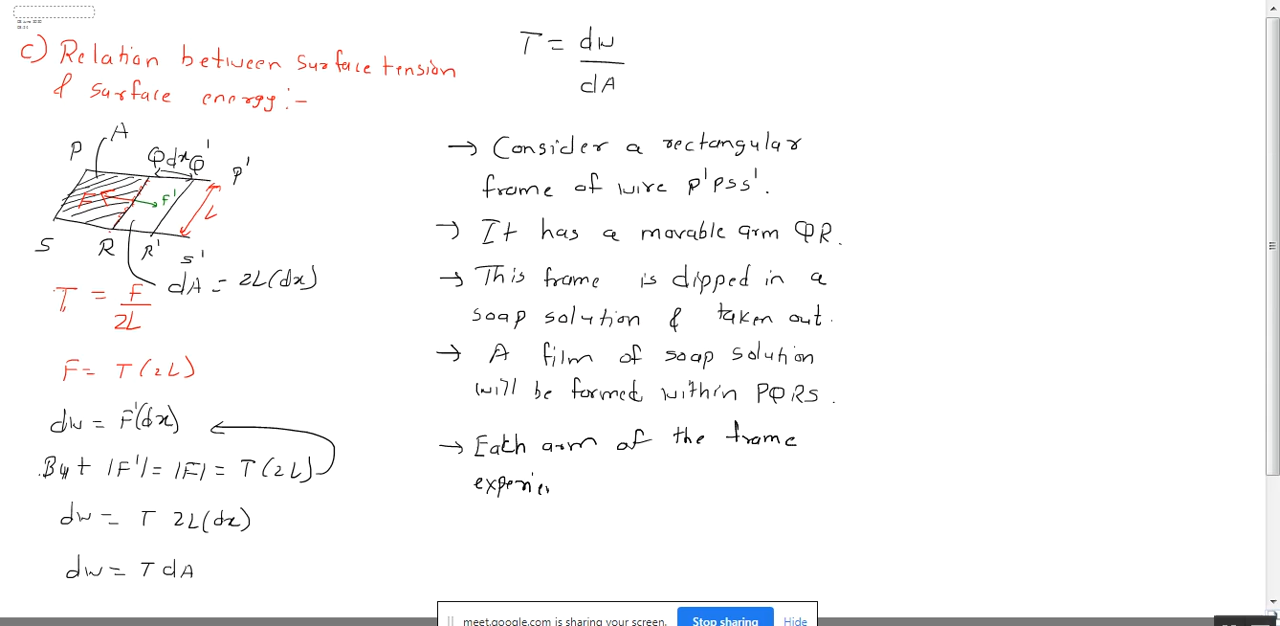 c) Relation between surface tension
& surface energy :-
T = dw
dA
A
P
Q dx Q'
P'
F
F'
L
S
R
R'
S'
dA = 2L(dx)
T = F
2L
F = T(2L)
dw = F'(dx)
But |F'| = |F| = T(2L)
dw = T 2L(dx)
dw = T dA
→ Consider a rectangular
frame of wire P'PSS'.
→ It has a movable arm QR.
→ This frame is dipped in a
soap solution & taken out.
→ A film of soap solution
will be formed within PQRS.
→ Each arm of the frame
experien
meet.google.com is sharing your screen.
Stop sharing
Hide